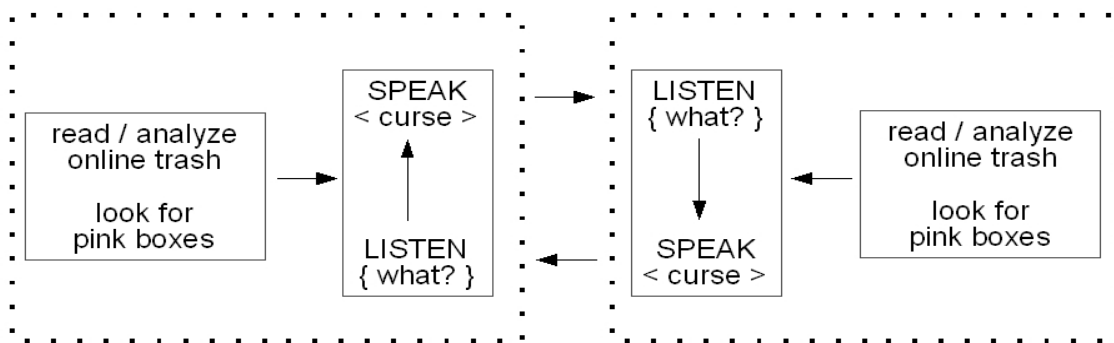 read / analyze
online trash
look for
pink boxes
SPEAK
< curse >
LISTEN
{ what? }
LISTEN
{ what? }
SPEAK
< curse >
read / analyze
online trash
look for
pink boxes